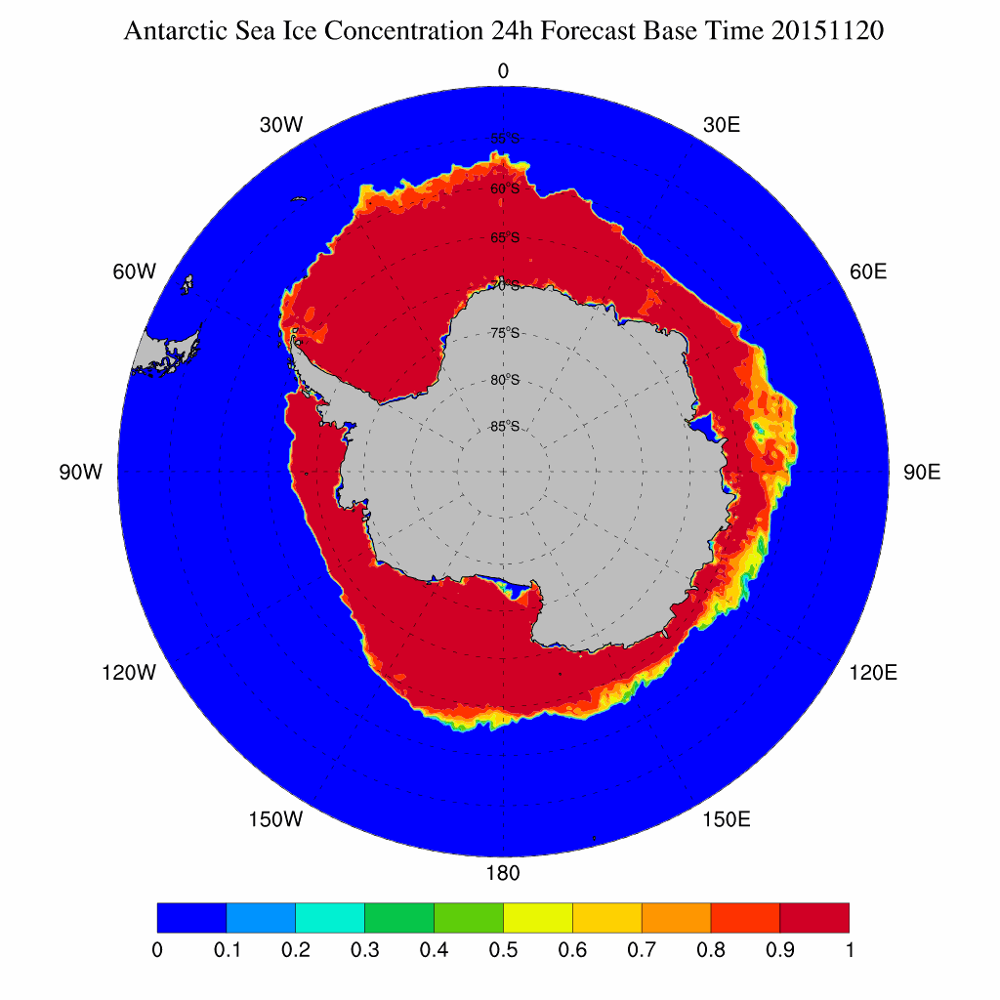 Antarctic Sea Ice Concentration 24h Forecast Base Time 20151120
0
30W
30E
55°S
60°S
65°S
60W
60E
70°S
75°S
80°S
85°S
90W
90E
120W
120E
150W
150E
180
0 0.1 0.2 0.3 0.4 0.5 0.6 0.7 0.8 0.9 1